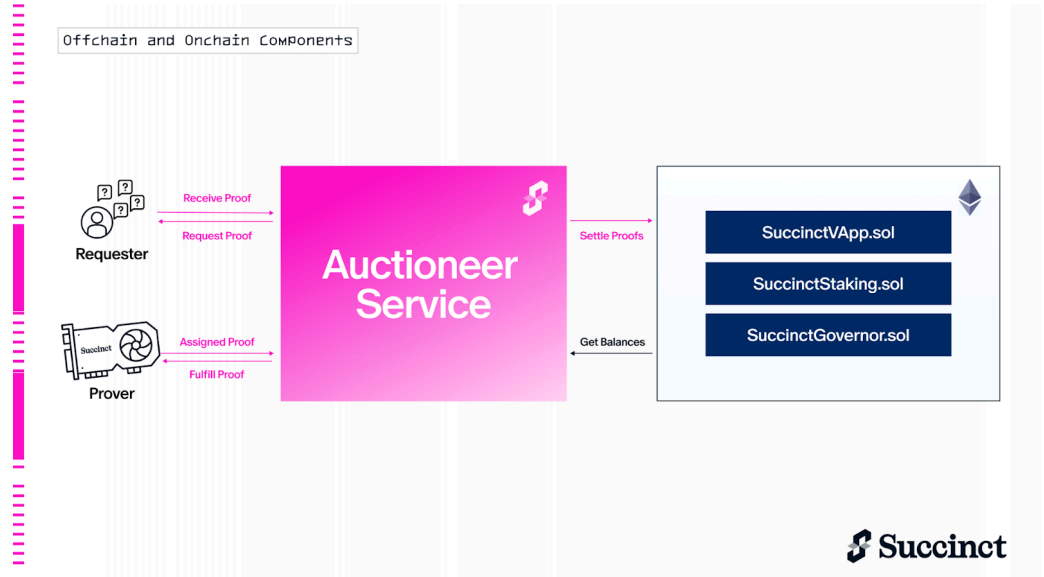 Offchain and Onchain Components
? ? ? ?
Receive Proof
Request Proof
Requester
Succinct
Assigned Proof
Fulfill Proof
Prover
Auctioneer
Service
Settle Proofs
Get Balances
SuccinctVApp.sol
SuccinctStaking.sol
SuccinctGovernor.sol
Succinct